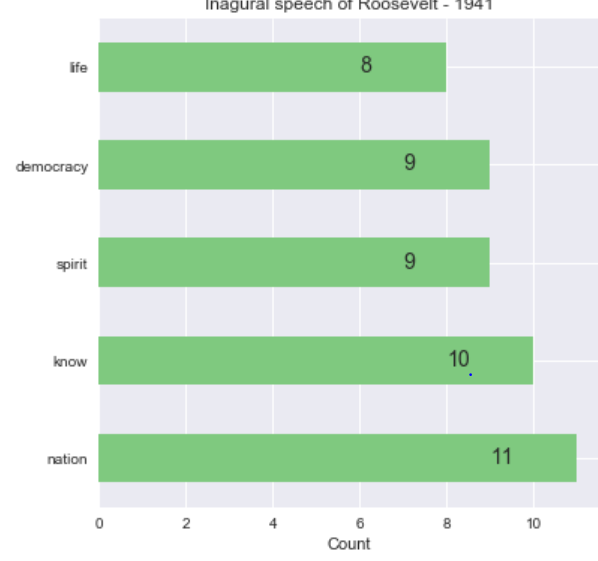 Inagural speech of Roosevelt - 1941
life
8
democracy
9
spirit
9
know
10
nation
11
0 2 4 6 8 10
Count